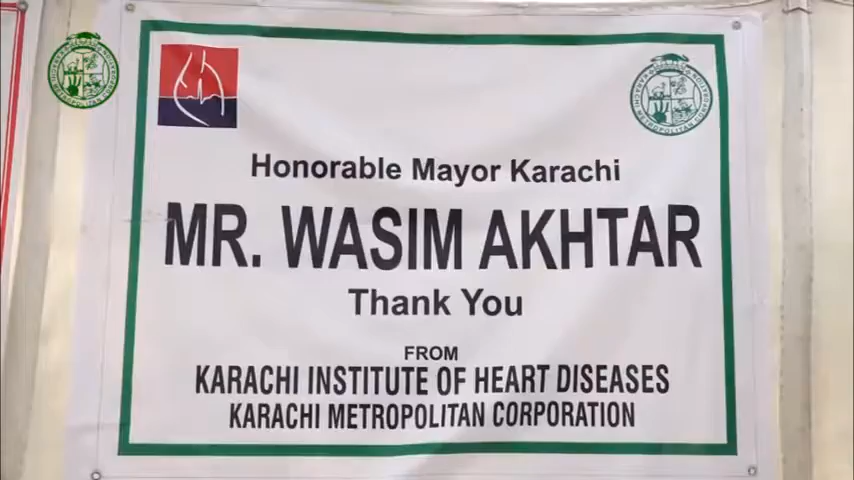 Honorable Mayor Karachi
MR. WASIM AKHTAR
Thank You
FROM
KARACHI INSTITUTE OF HEART DISEASES
KARACHI METROPOLITAN CORPORATION